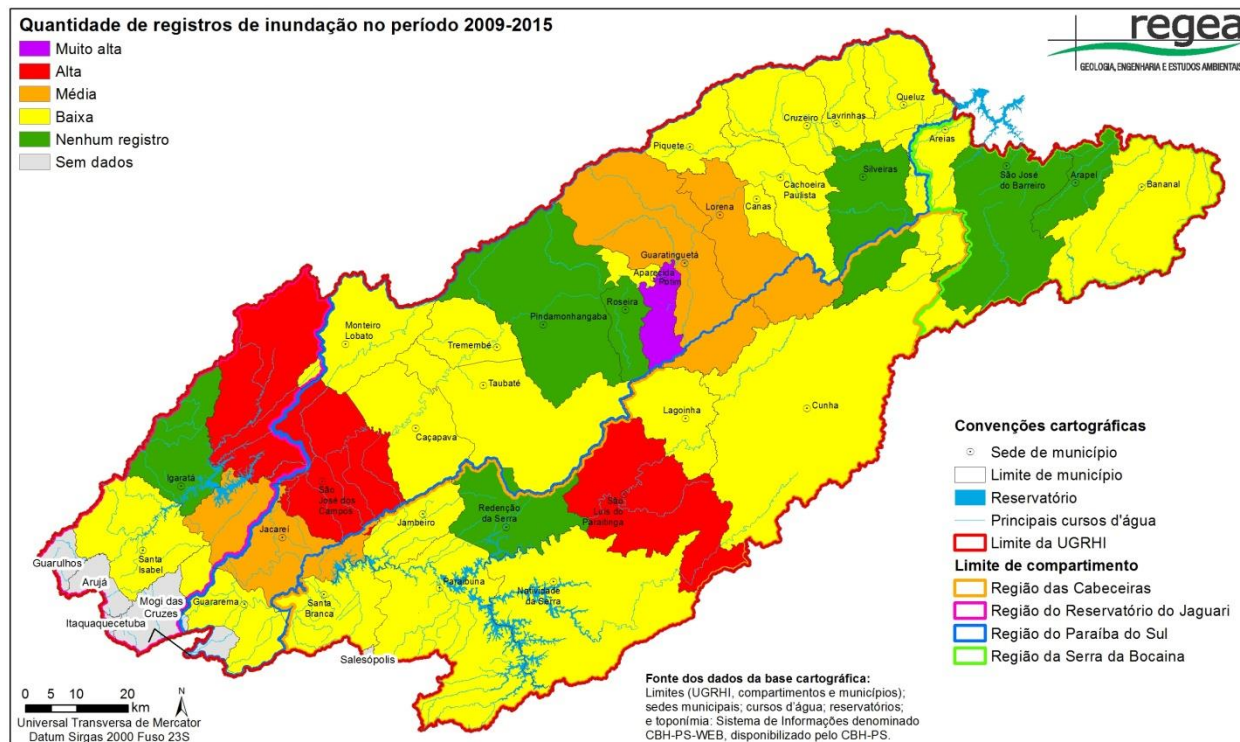 Quantidade de registros de inundação no período 2009-2015
Muito alta
Alta
Média
Baixa
Nenhum registro
Sem dados
regea
GEOLOGIA, ENGENHARIA E ESTUDOS AMBIENTAIS
Queluz
Lavrinhas
Cruzeiro
Areias
Piquete
Silveiras
São José
do Barreiro
Arapeí
Bananal
Cachoeira
Paulista
Canas
Lorena
Guaratinguetá
Aparecida
Potim
Roseira
Pindamonhangaba
Monteiro
Lobato
Tremembé
Taubaté
Caçapava
Lagoinha
Cunha
Igaratá
São
José dos
Campos
São
Luís do
Paraitinga
Redenção
da Serra
Jambeiro
Jacareí
Santa
Isabel
Guarulhos
Arujá
Mogi das
Cruzes
Itaquaquecetuba
Guararema
Santa
Branca
Paraibuna
Natividade
da Serra
Salesópolis
Convenções cartográficas
Sede de município
Limite de município
Reservatório
Principais cursos d'água
Limite da UGRHI
Limite de compartimento
Região das Cabeceiras
Região do Reservatório do Jaguari
Região do Paraíba do Sul
Região da Serra da Bocaina
0 5 10 20
km
N
Universal Transversa de Mercator
Datum Sirgas 2000 Fuso 23S
Fonte dos dados da base cartográfica:
Limites (UGRHI, compartimentos e municípios);
sedes municipais; cursos d'água; reservatórios;
e toponímia: Sistema de Informações denominado
CBH-PS-WEB, disponibilizado pelo CBH-PS.